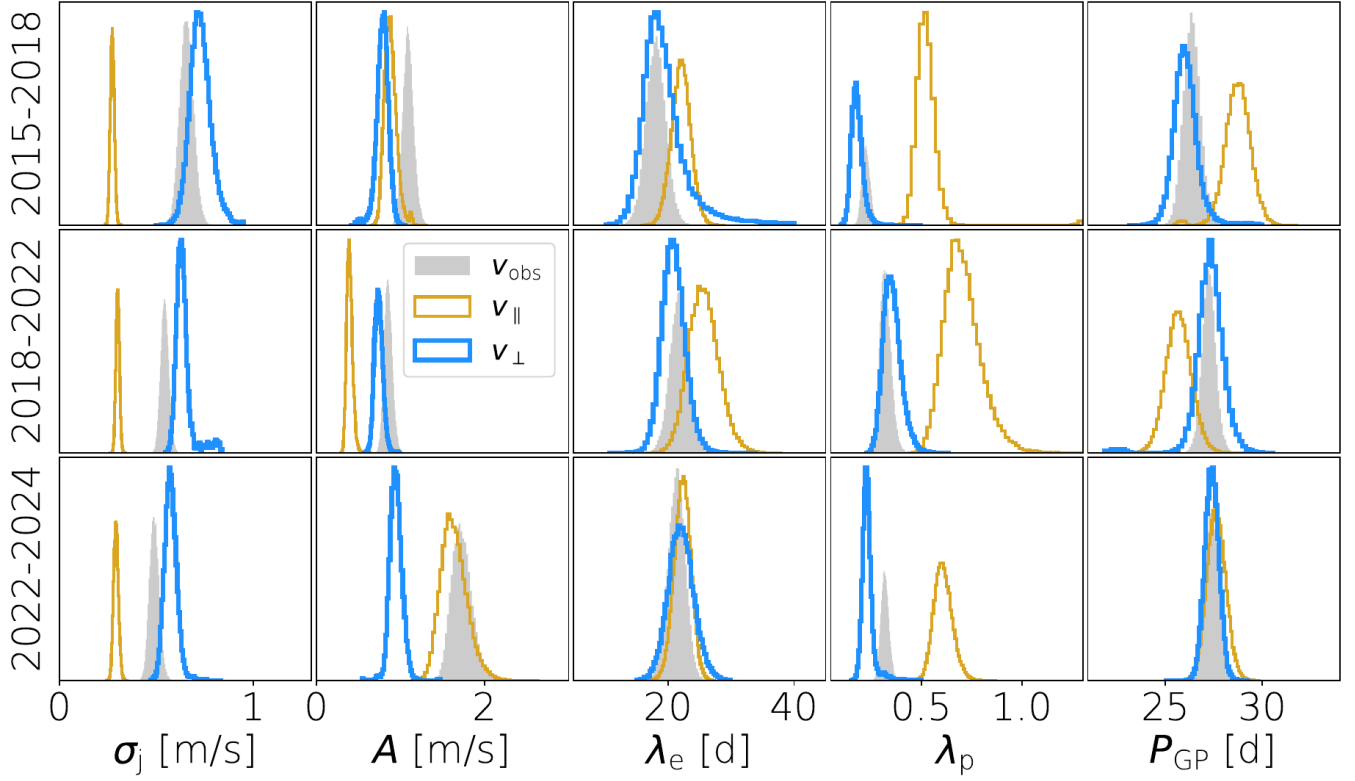 2015-2018
2018-2022
2022-2024
v_obs
v_∥
v_⊥
0 1
0 2
20 40
0.5 1.0
25 30
σ_j [m/s]
A [m/s]
λ_e [d]
λ_p
P_GP [d]